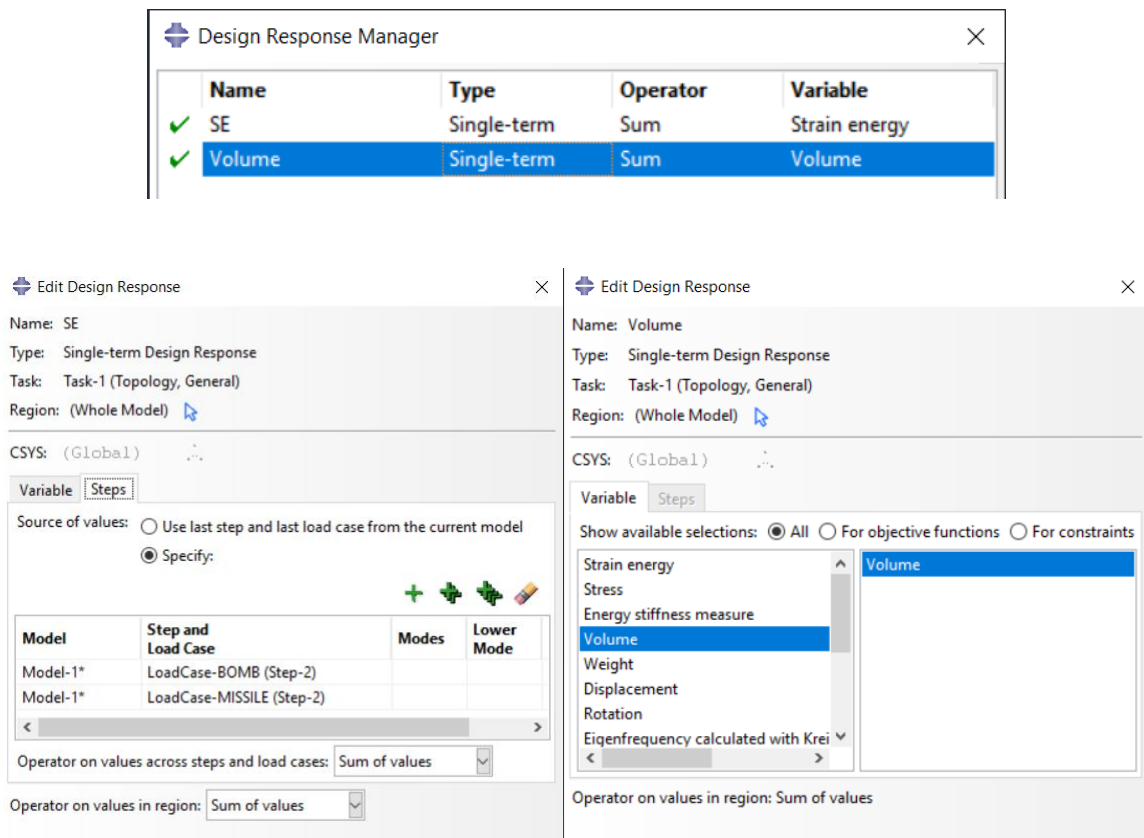 Design Response Manager
Name Type Operator Variable
SE Single-term Sum Strain energy
Volume Single-term Sum Volume
Edit Design Response
Name: SE
Type: Single-term Design Response
Task: Task-1 (Topology, General)
Region: (Whole Model)
CSYS: (Global)
Variable Steps
Source of values: Use last step and last load case from the current model
Specify:
Model Step and Load Case Modes Lower Mode
Model-1* LoadCase-BOMB (Step-2)
Model-1* LoadCase-MISSILE (Step-2)
Operator on values across steps and load cases: Sum of values
Operator on values in region: Sum of values
Edit Design Response
Name: Volume
Type: Single-term Design Response
Task: Task-1 (Topology, General)
Region: (Whole Model)
CSYS: (Global)
Variable Steps
Show available selections: All For objective functions For constraints
Strain energy
Stress
Energy stiffness measure
Volume
Weight
Displacement
Rotation
Eigenfrequency calculated with Krei
Volume
Operator on values in region: Sum of values